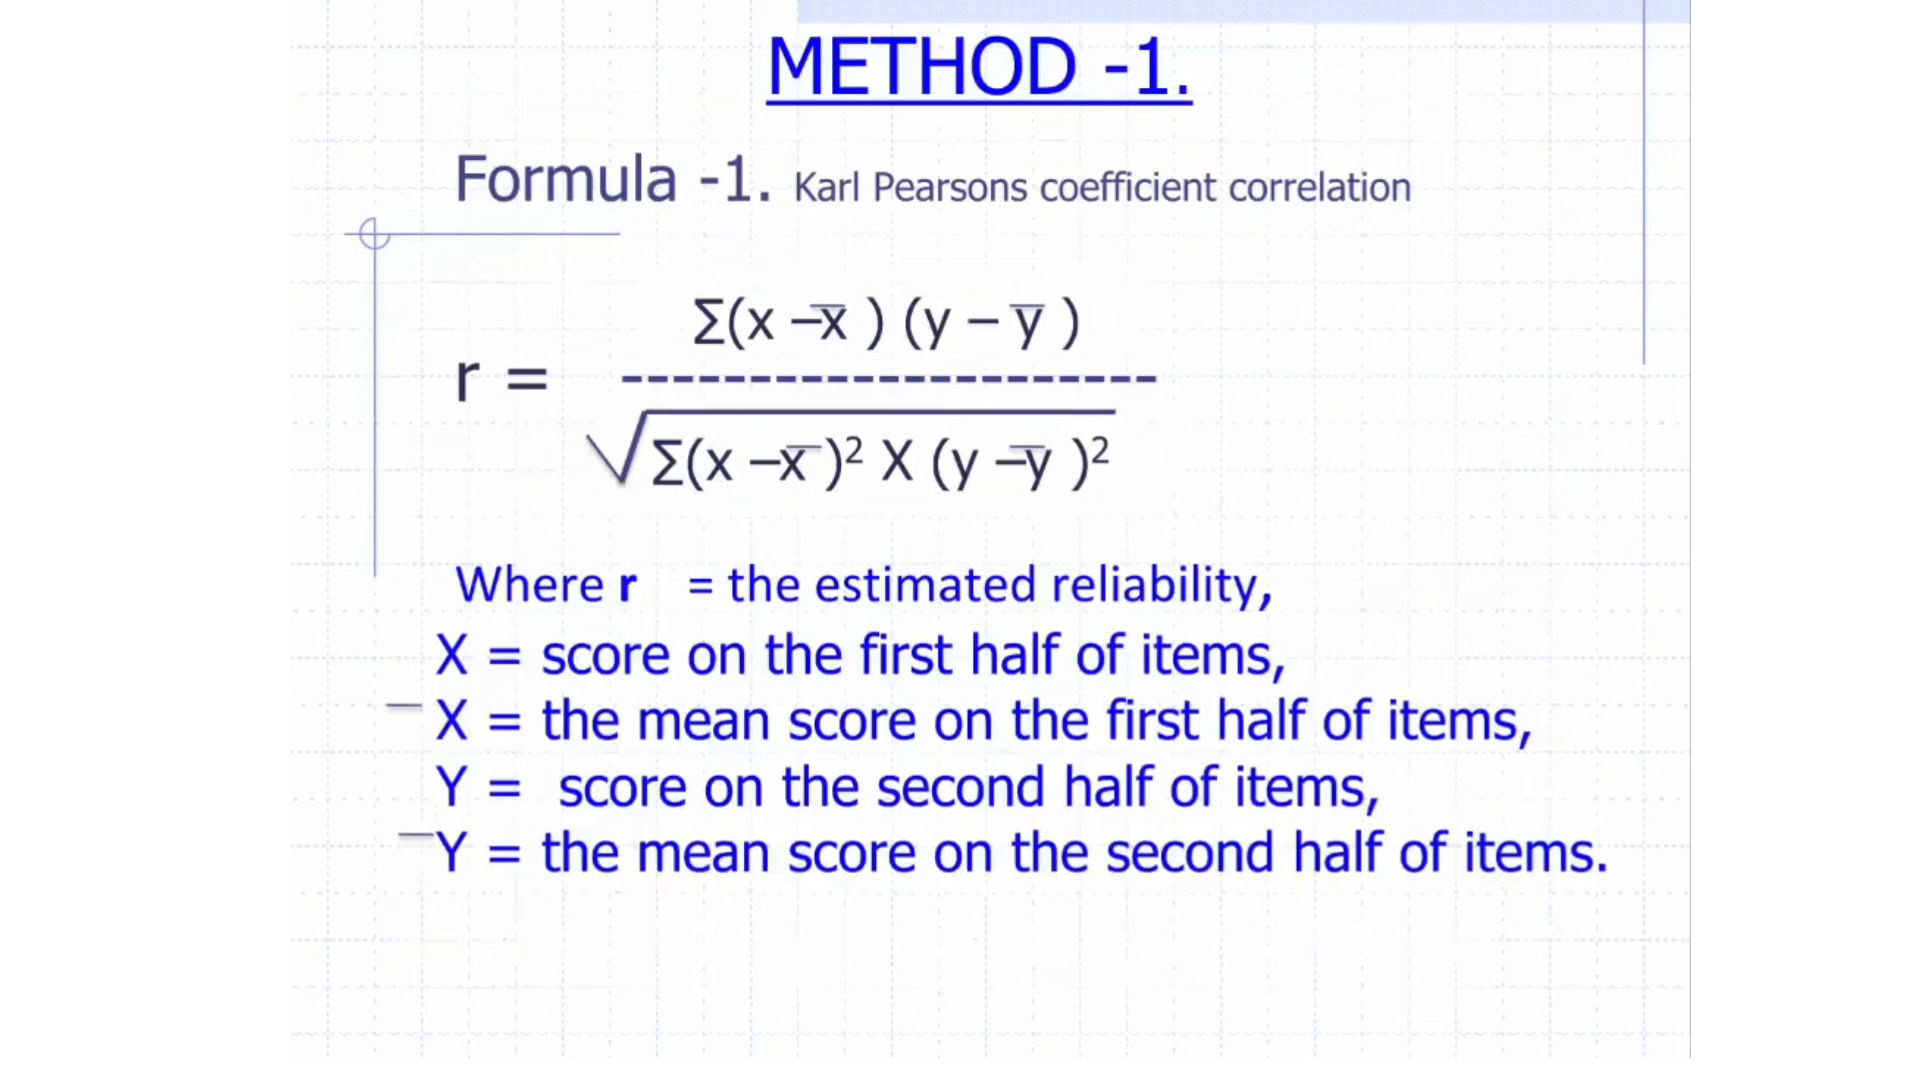 METHOD -1.
Formula -1. Karl Pearsons coefficient correlation
Σ(x –x̅ ) (y – y̅ )
r = ---------------------
√Σ(x –x̅ )² X (y –y̅ )²
Where r = the estimated reliability,
X = score on the first half of items,
‾X = the mean score on the first half of items,
Y = score on the second half of items,
‾Y = the mean score on the second half of items.